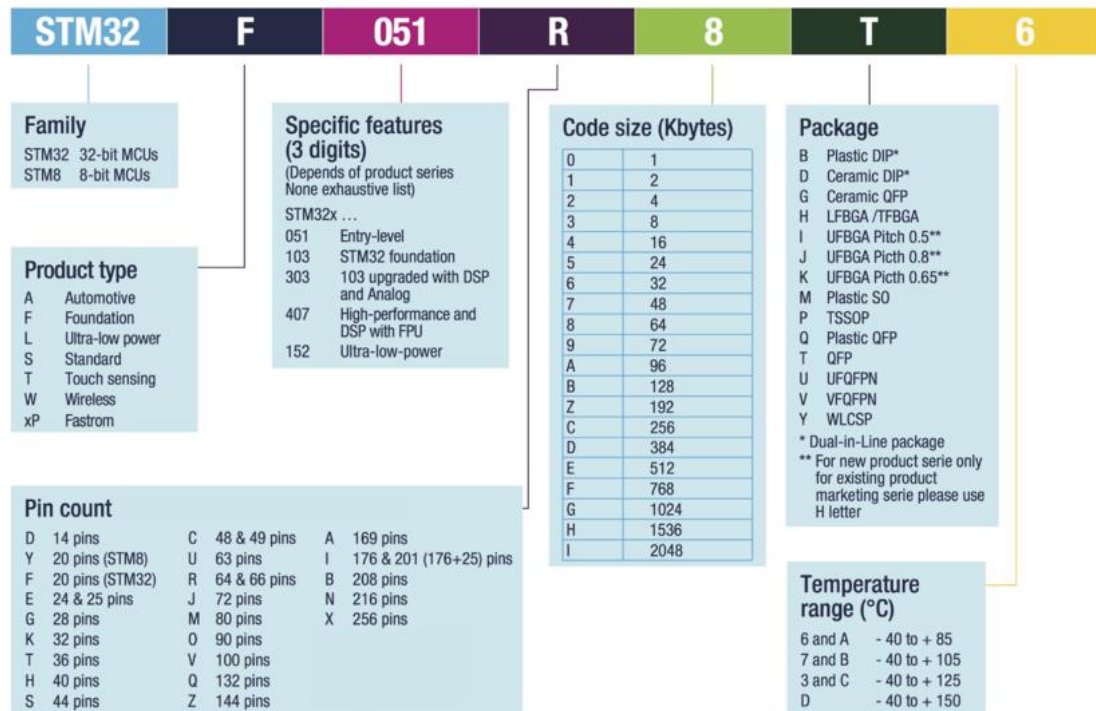 STM32 F 051 R 8 T 6
Family
STM32 32-bit MCUs
STM8 8-bit MCUs
Product type
A Automotive
F Foundation
L Ultra-low power
S Standard
T Touch sensing
W Wireless
xP Fastrom
Specific features
(3 digits)
(Depends of product series
None exhaustive list)
STM32x ...
051 Entry-level
103 STM32 foundation
303 103 upgraded with DSP
and Analog
407 High-performance and
DSP with FPU
152 Ultra-low-power
Pin count
D 14 pins
Y 20 pins (STM8)
F 20 pins (STM32)
E 24 & 25 pins
G 28 pins
K 32 pins
T 36 pins
H 40 pins
S 44 pins
C 48 & 49 pins
U 63 pins
R 64 & 66 pins
J 72 pins
M 80 pins
O 90 pins
V 100 pins
Q 132 pins
Z 144 pins
A 169 pins
I 176 & 201 (176+25) pins
B 208 pins
N 216 pins
X 256 pins
Code size (Kbytes)
0 1
1 2
2 4
3 8
4 16
5 24
6 32
7 48
8 64
9 72
A 96
B 128
Z 192
C 256
D 384
E 512
F 768
G 1024
H 1536
I 2048
Package
B Plastic DIP*
D Ceramic DIP*
G Ceramic QFP
H LFBGA /TFBGA
I UFBGA Pitch 0.5**
J UFBGA Picth 0.8**
K UFBGA Picth 0.65**
M Plastic SO
P TSSOP
Q Plastic QFP
T QFP
U UFQFPN
V VFQFPN
Y WLCSP
* Dual-in-Line package
** For new product serie only
for existing product
marketing serie please use
H letter
Temperature
range (°C)
6 and A - 40 to + 85
7 and B - 40 to + 105
3 and C - 40 to + 125
D - 40 to + 150